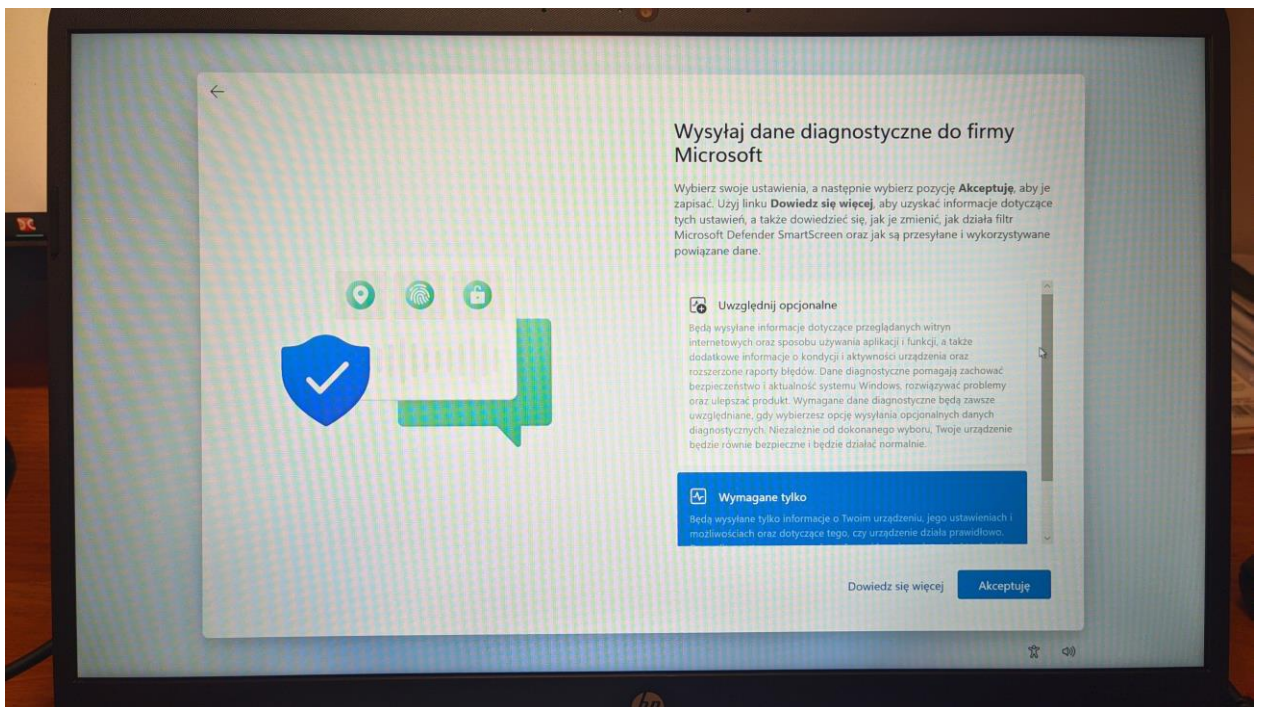 Wysyłaj dane diagnostyczne do firmy
Microsoft
Wybierz swoje ustawienia, a następnie wybierz pozycję Akceptuję, aby je
zapisać. Użyj linku Dowiedz się więcej, aby uzyskać informacje dotyczące
tych ustawień, a także dowiedzieć się, jak je zmienić, jak działa filtr
Microsoft Defender SmartScreen oraz jak są przesyłane i wykorzystywane
powiązane dane.
Uwzględnij opcjonalne
Będą wysyłane informacje dotyczące przeglądanych witryn
internetowych oraz sposobu używania aplikacji i funkcji, a także
dodatkowe informacje o kondycji i aktywności urządzenia oraz
rozszerzone raporty błędów. Dane diagnostyczne pomagają zachować
bezpieczeństwo i aktualność systemu Windows, rozwiązywać problemy
oraz ulepszać produkt. Wymagane dane diagnostyczne będą zawsze
uwzględniane, gdy wybierzesz opcję wysyłania opcjonalnych danych
diagnostycznych. Niezależnie od dokonanego wyboru, Twoje urządzenie
będzie równie bezpieczne i będzie działać normalnie.
Wymagane tylko
Będą wysyłane tylko informacje o Twoim urządzeniu, jego ustawieniach i
możliwościach oraz dotyczące tego, czy urządzenie działa prawidłowo.
Dowiedz się więcej
Akceptuję
hp